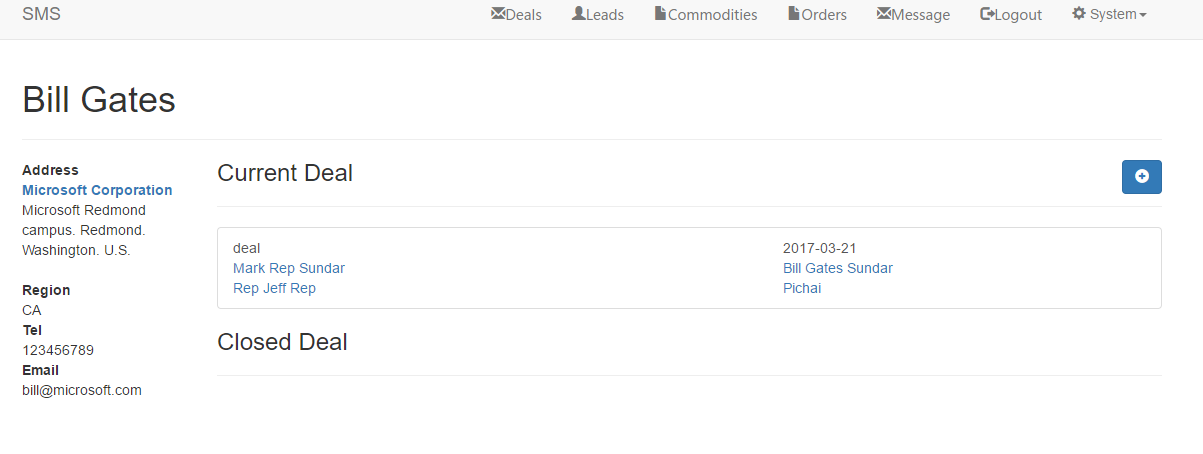 SMS Deals Leads Commodities Orders Message Logout System
Bill Gates
Address
Microsoft Corporation
Microsoft Redmond
campus. Redmond.
Washington. U.S.
Region
CA
Tel
123456789
Email
bill@microsoft.com
Current Deal
deal 2017-03-21
Mark Rep Sundar Bill Gates Sundar
Rep Jeff Rep Pichai
Closed Deal